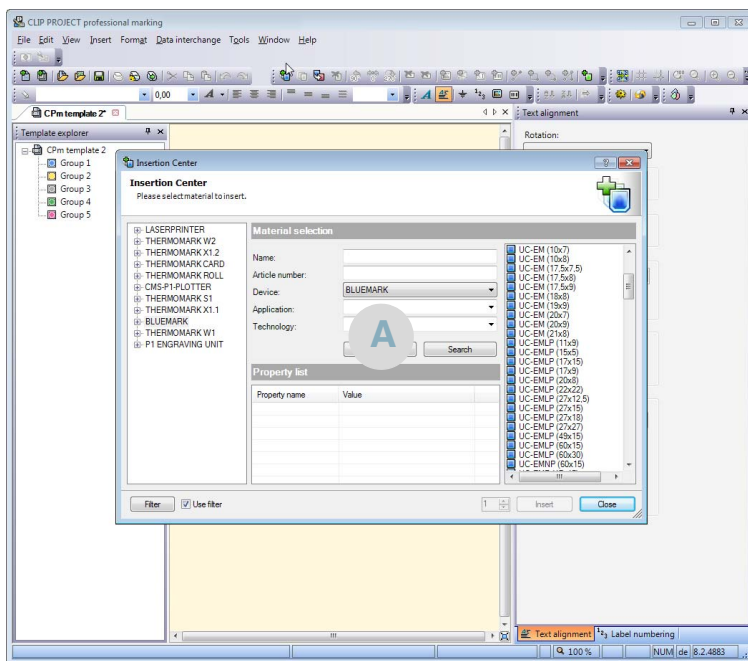 CLIP PROJECT professional marking
File Edit View Insert Format Data interchange Tools Window Help
0,00
CPm template 2*
Text alignment
Template explorer
Rotation:
CPm template 2
Group 1
Group 2
Group 3
Group 4
Group 5
Insertion Center
Insertion Center
Please select material to insert.
LASERPRINTER
THERMOMARK W2
THERMOMARK X1.2
THERMOMARK CARD
THERMOMARK ROLL
CMS-P1-PLOTTER
THERMOMARK S1
THERMOMARK X1.1
BLUEMARK
THERMOMARK W1
P1 ENGRAVING UNIT
Material selection
Name:
Article number:
Device: BLUEMARK
Application:
Technology:
A
Search
Property list
Property name Value
UC-EM (10x7)
UC-EM (10x8)
UC-EM (17,5x7,5)
UC-EM (17,5x8)
UC-EM (17,5x9)
UC-EM (18x8)
UC-EM (19x9)
UC-EM (20x7)
UC-EM (20x9)
UC-EM (21x8)
UC-EMLP (11x9)
UC-EMLP (15x5)
UC-EMLP (17x15)
UC-EMLP (17x9)
UC-EMLP (20x8)
UC-EMLP (22x22)
UC-EMLP (27x12,5)
UC-EMLP (27x15)
UC-EMLP (27x18)
UC-EMLP (27x27)
UC-EMLP (49x15)
UC-EMLP (60x15)
UC-EMLP (60x30)
UC-EMNP (60x15)
Filter Use filter 1 Insert Close
Text alignment Label numbering
100 % NUM de 8.2.4883